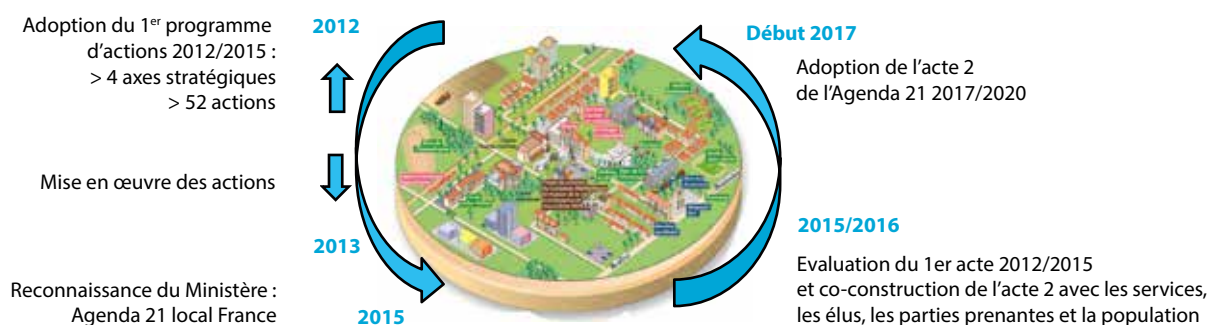 Adoption du 1er programme
d'actions 2012/2015 :
> 4 axes stratégiques
> 52 actions
2012
Mise en œuvre des actions
2013
Reconnaissance du Ministère :
Agenda 21 local France
2015
Début 2017
Adoption de l'acte 2
de l'Agenda 21 2017/2020
2015/2016
Evaluation du 1er acte 2012/2015
et co-construction de l'acte 2 avec les services,
les élus, les parties prenantes et la population